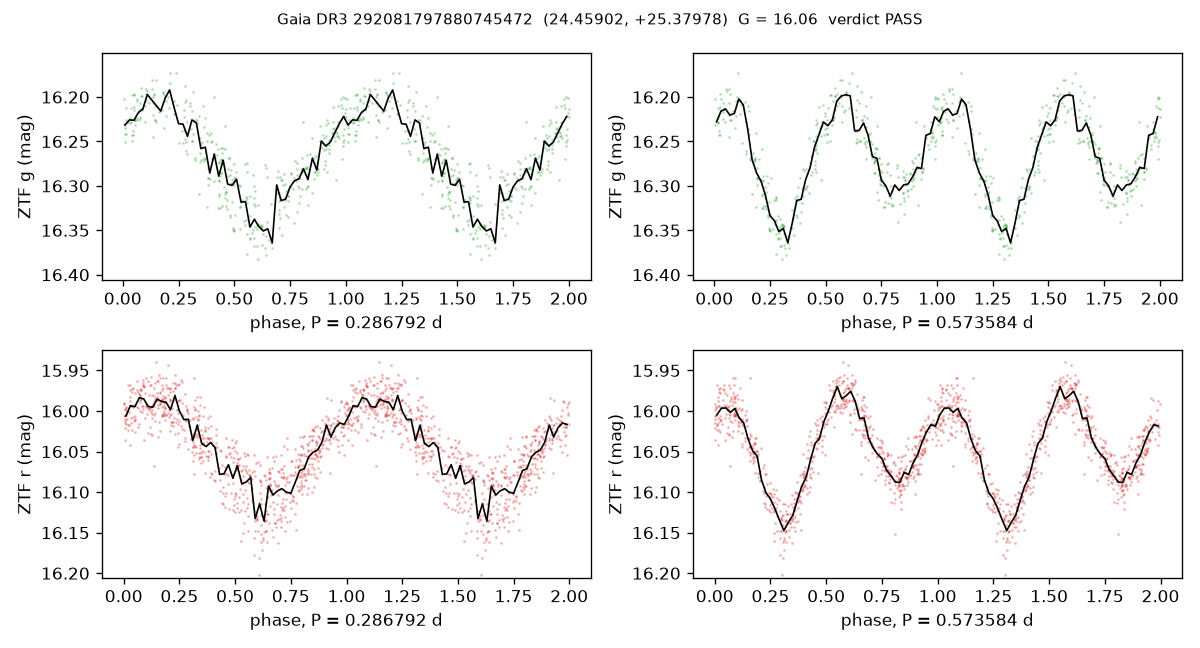 Gaia DR3 292081797880745472  (24.45902, +25.37978)  G = 16.06  verdict PASS
ZTF g (mag)
16.20
16.25
16.30
16.35
16.40
0.00 0.25 0.50 0.75 1.00 1.25 1.50 1.75 2.00
phase, P = 0.286792 d
ZTF g (mag)
16.20
16.25
16.30
16.35
16.40
0.00 0.25 0.50 0.75 1.00 1.25 1.50 1.75 2.00
phase, P = 0.573584 d
ZTF r (mag)
15.95
16.00
16.05
16.10
16.15
16.20
0.00 0.25 0.50 0.75 1.00 1.25 1.50 1.75 2.00
phase, P = 0.286792 d
ZTF r (mag)
15.95
16.00
16.05
16.10
16.15
16.20
0.00 0.25 0.50 0.75 1.00 1.25 1.50 1.75 2.00
phase, P = 0.573584 d